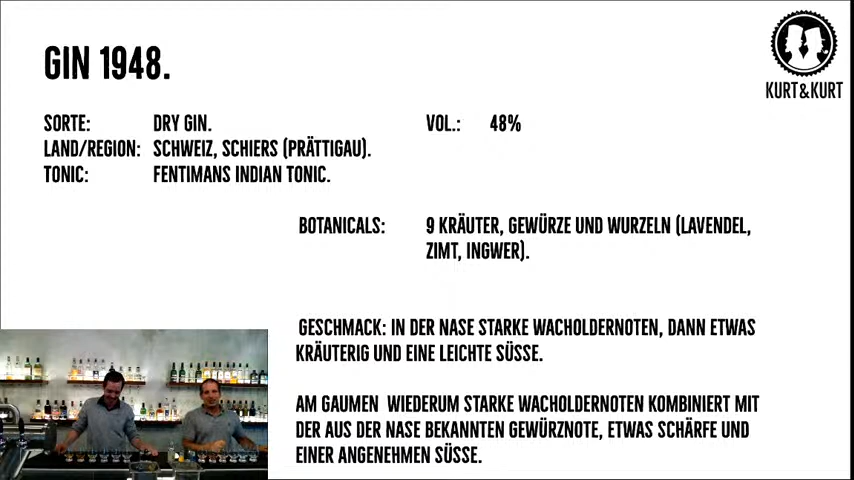 GIN 1948.
KURT&KURT
SORTE: DRY GIN. VOL.: 48%
LAND/REGION: SCHWEIZ, SCHIERS (PRÄTTIGAU).
TONIC: FENTIMANS INDIAN TONIC.
BOTANICALS: 9 KRÄUTER, GEWÜRZE UND WURZELN (LAVENDEL,
ZIMT, INGWER).
GESCHMACK: IN DER NASE STARKE WACHOLDERNOTEN, DANN ETWAS
KRÄUTERIG UND EINE LEICHTE SÜSSE.
AM GAUMEN WIEDERUM STARKE WACHOLDERNOTEN KOMBINIERT MIT
DER AUS DER NASE BEKANNTEN GEWÜRZNOTE, ETWAS SCHÄRFE UND
EINER ANGENEHMEN SÜSSE.